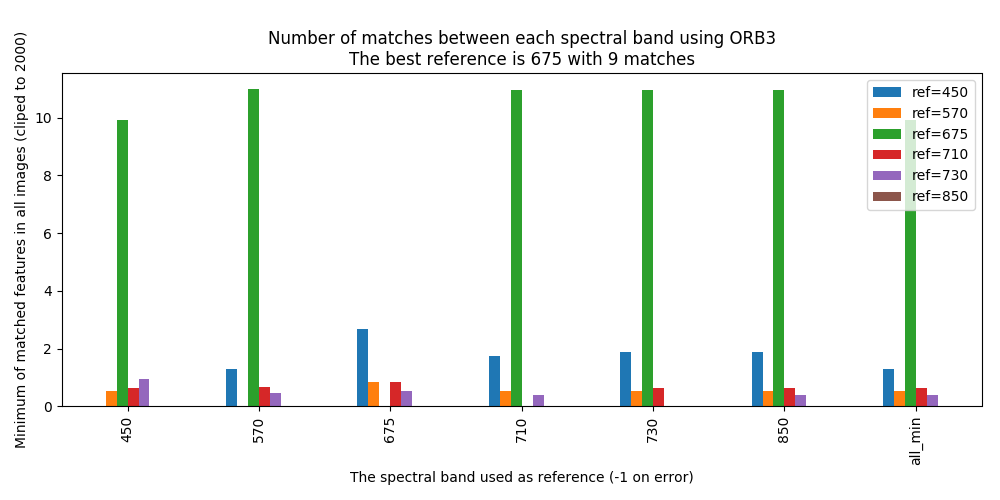 Number of matches between each spectral band using ORB3
The best reference is 675 with 9 matches
Minimum of matched features in all images (cliped to 2000)
10
8
6
4
2
0
ref=450
ref=570
ref=675
ref=710
ref=730
ref=850
450
570
675
710
730
850
all_min
The spectral band used as reference (-1 on error)